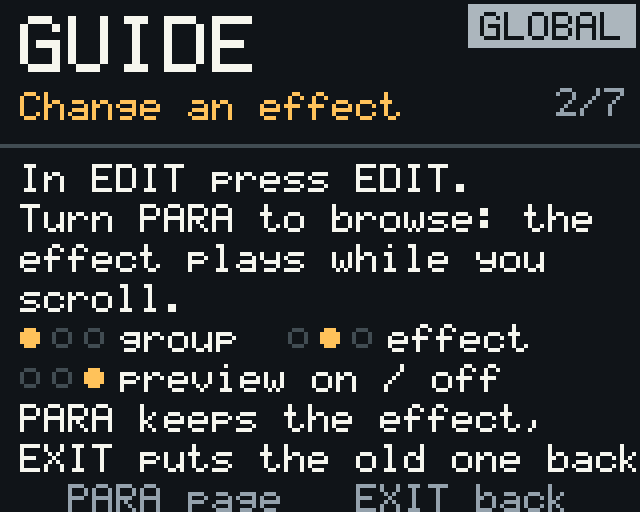 GUIDE
GLOBAL
Change an effect
2/7
In EDIT press EDIT.
Turn PARA to browse: the
effect plays while you
scroll.
group effect
preview on / off
PARA keeps the effect,
EXIT puts the old one back
PARA page EXIT back